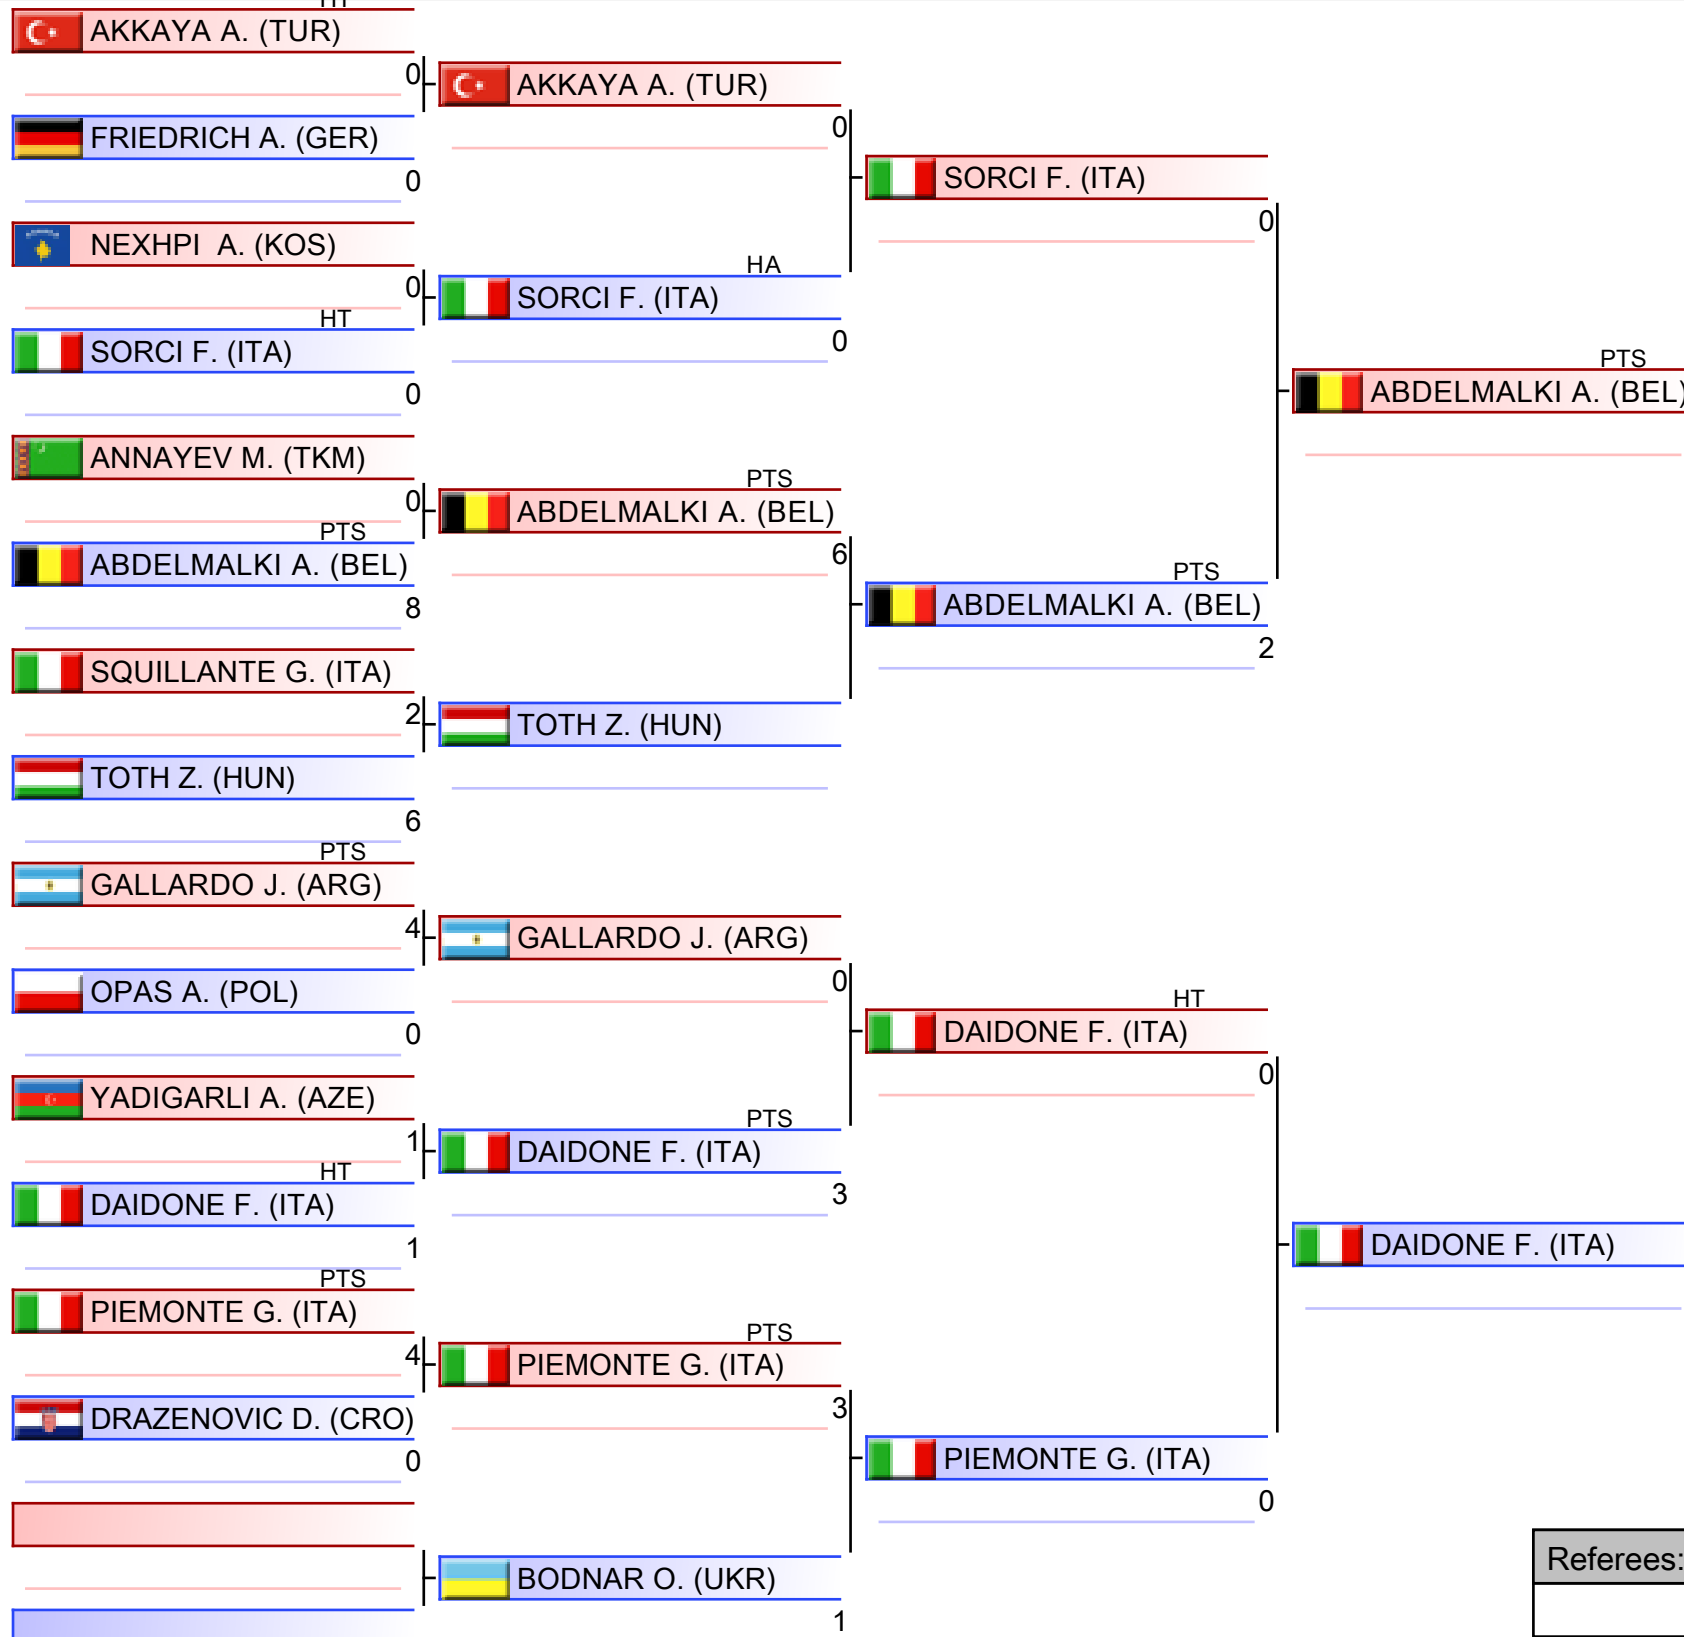 HT
AKKAYA A. (TUR)
0
FRIEDRICH A. (GER)
0
NEXHPI  A. (KOS)
0
HT
SORCI F. (ITA)
0
ANNAYEV M. (TKM)
0
PTS
ABDELMALKI A. (BEL)
8
SQUILLANTE G. (ITA)
2
TOTH Z. (HUN)
6
PTS
GALLARDO J. (ARG)
4
OPAS A. (POL)
0
YADIGARLI A. (AZE)
1
HT
DAIDONE F. (ITA)
1
PTS
PIEMONTE G. (ITA)
4
DRAZENOVIC D. (CRO)
0
AKKAYA A. (TUR)
0
HA
SORCI F. (ITA)
0
PTS
ABDELMALKI A. (BEL)
6
TOTH Z. (HUN)
GALLARDO J. (ARG)
0
PTS
DAIDONE F. (ITA)
3
PTS
PIEMONTE G. (ITA)
3
BODNAR O. (UKR)
1
SORCI F. (ITA)
0
PTS
ABDELMALKI A. (BEL)
2
HT
DAIDONE F. (ITA)
0
PIEMONTE G. (ITA)
0
PTS
ABDELMALKI A. (BEL)
DAIDONE F. (ITA)
Referees: